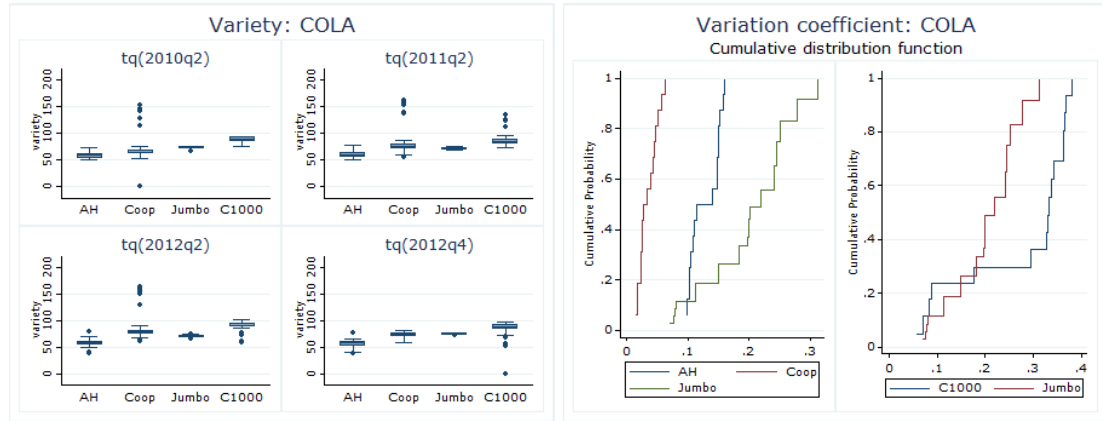 Variety: COLA
tq(2010q2)
variety
0 50 100 150 200
AH Coop Jumbo C1000
tq(2011q2)
variety
0 50 100 150 200
AH Coop Jumbo C1000
tq(2012q2)
variety
0 50 100 150 200
AH Coop Jumbo C1000
tq(2012q4)
variety
0 50 100 150 200
AH Coop Jumbo C1000
Variation coefficient: COLA
Cumulative distribution function
Cumulative Probability
0 .2 .4 .6 .8 1
0 .1 .2 .3
AH Coop
Jumbo
Cumulative Probability
0 .2 .4 .6 .8 1
0 .1 .2 .3 .4
C1000 Jumbo